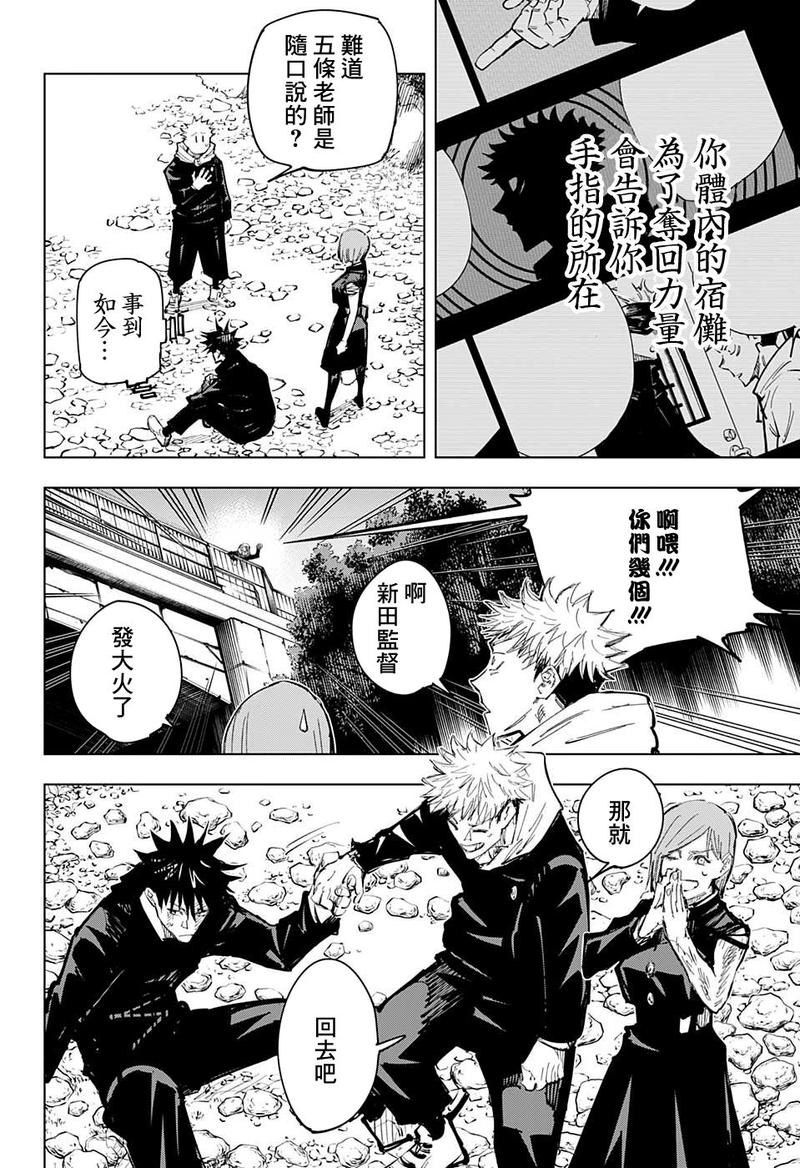 你體內的宿儺
為了奪回力量
會告訴你
手指的所在
難道
五條老師是
隨口說的？
事到
如今…
啊喂!!!
你們幾個!!!
啊
新田監督
發大火了
那就
回去吧